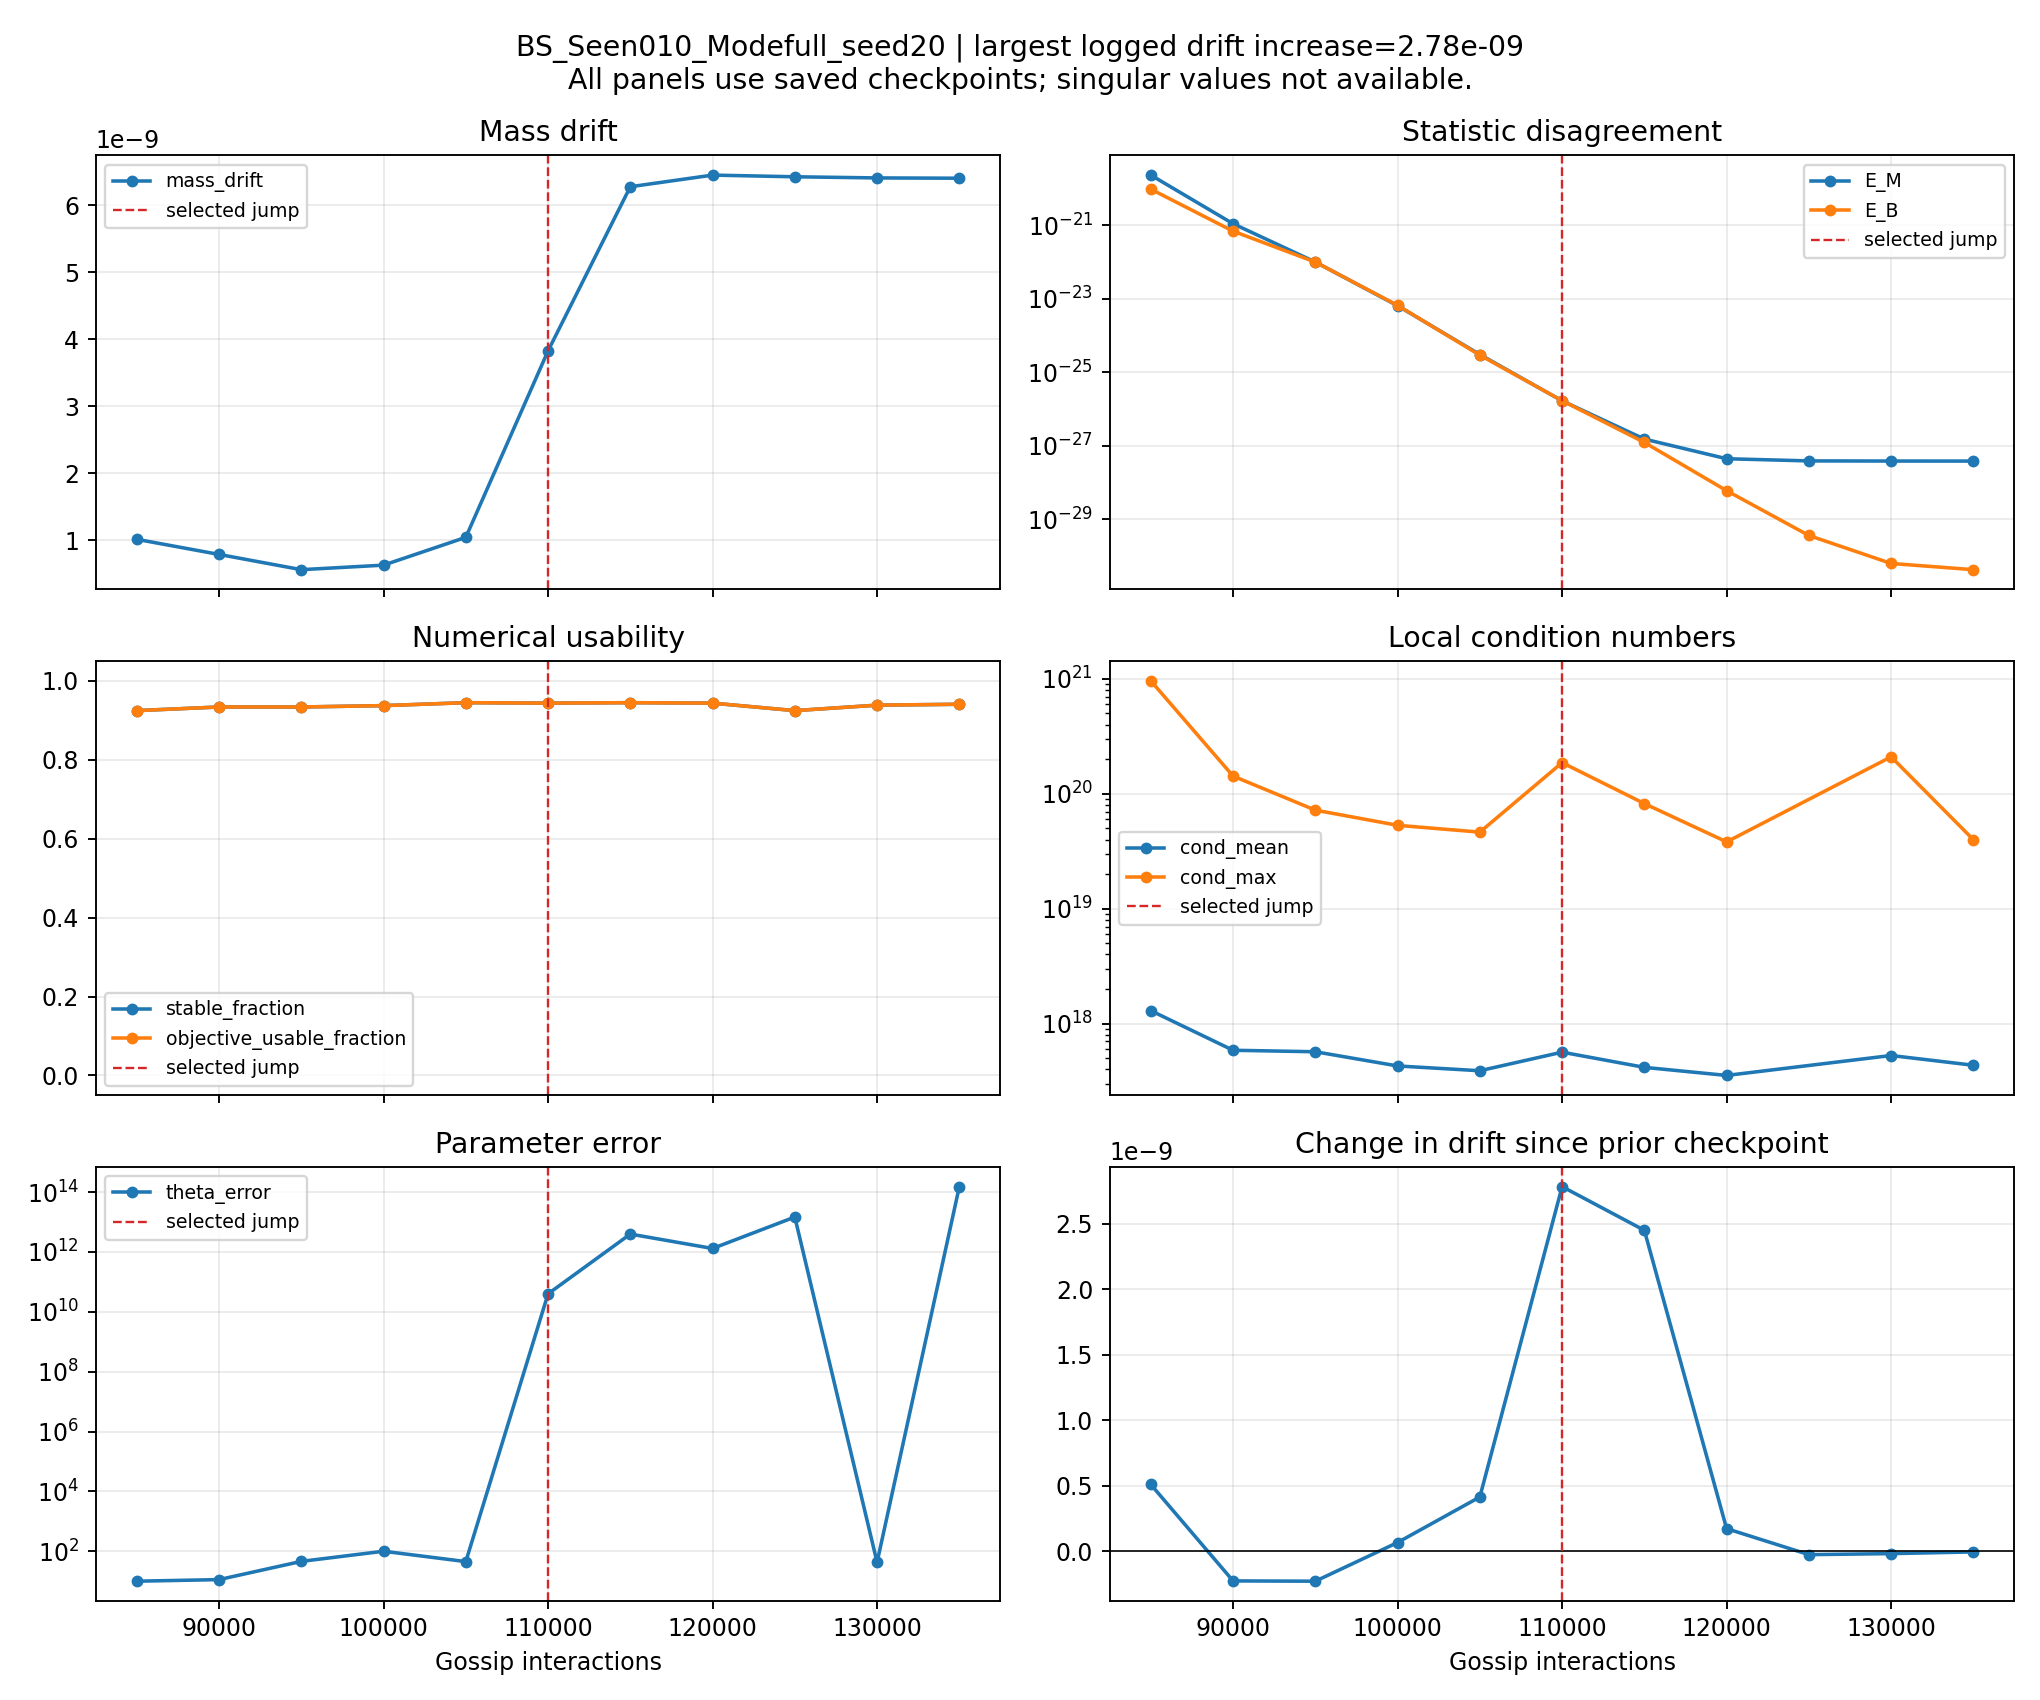 BS_Seen010_Modefull_seed20 | largest logged drift increase=2.78e-09
All panels use saved checkpoints; singular values not available.
Mass drift
1e−9
mass_drift
selected jump
6
5
4
3
2
1
Statistic disagreement
E_M
E_B
selected jump
10^−21
10^−23
10^−25
10^−27
10^−29
Numerical usability
1.0
0.8
0.6
0.4
0.2
0.0
stable_fraction
objective_usable_fraction
selected jump
Local condition numbers
10^21
10^20
10^19
10^18
cond_mean
cond_max
selected jump
Parameter error
theta_error
selected jump
10^14
10^12
10^10
10^8
10^6
10^4
10^2
90000 100000 110000 120000 130000
Gossip interactions
Change in drift since prior checkpoint
1e−9
2.5
2.0
1.5
1.0
0.5
0.0
90000 100000 110000 120000 130000
Gossip interactions